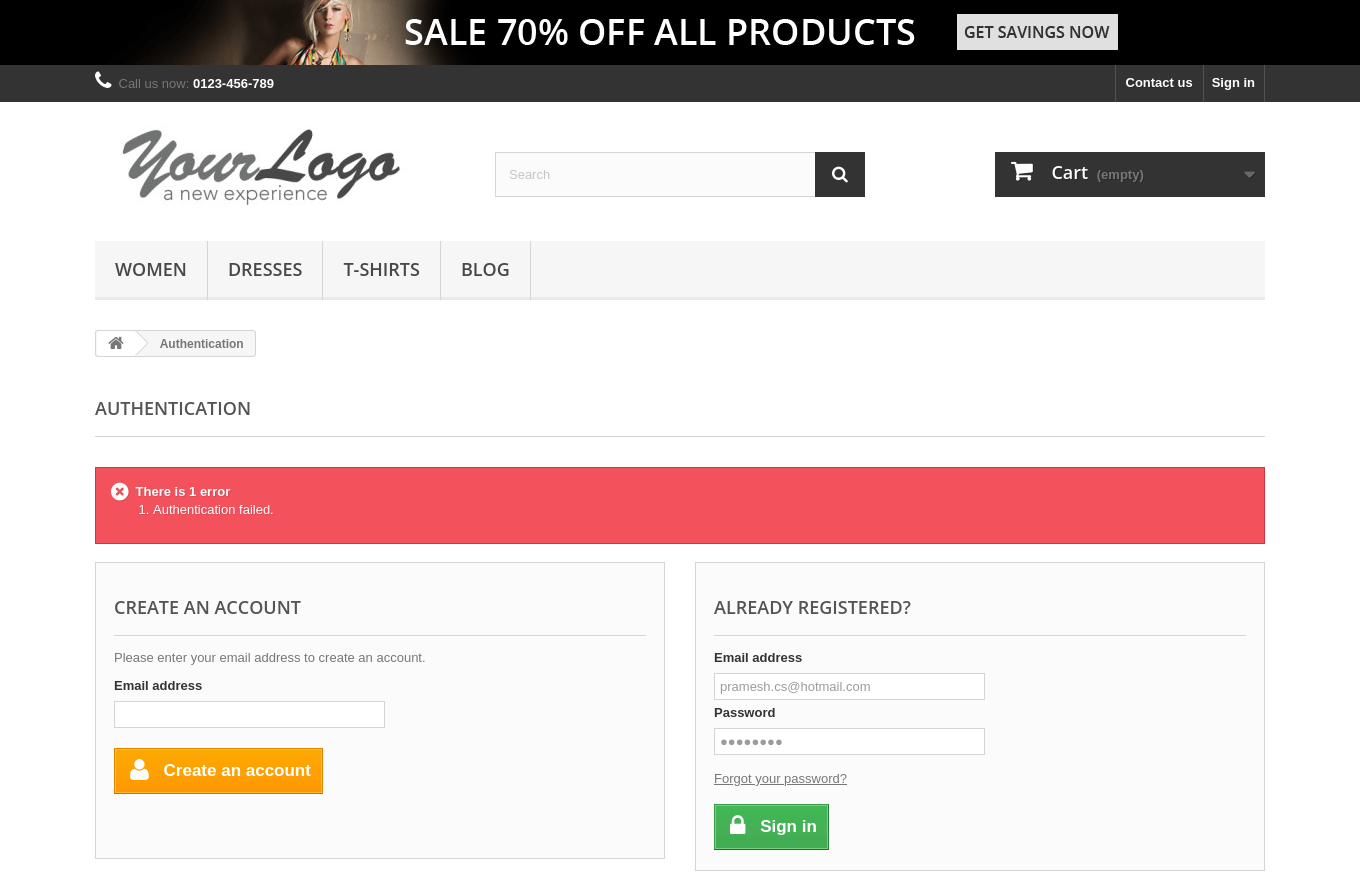 SALE 70% OFF ALL PRODUCTS GET SAVINGS NOW
Call us now: 0123-456-789 Contact us Sign in
Your Logo
a new experience
Search
Cart (empty)
WOMEN DRESSES T-SHIRTS BLOG
Authentication
AUTHENTICATION
There is 1 error
1. Authentication failed.
CREATE AN ACCOUNT
Please enter your email address to create an account.
Email address
Create an account
ALREADY REGISTERED?
Email address
pramesh.cs@hotmail.com
Password
●●●●●●●●
Forgot your password?
Sign in